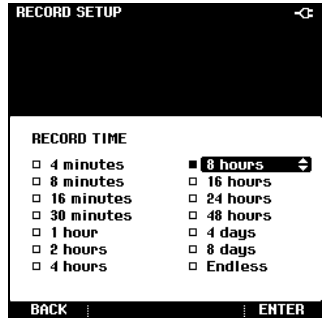 RECORD SETUP
RECORD TIME
4 minutes
8 minutes
16 minutes
30 minutes
1 hour
2 hours
4 hours
8 hours
16 hours
24 hours
48 hours
4 days
8 days
Endless
BACK ENTER